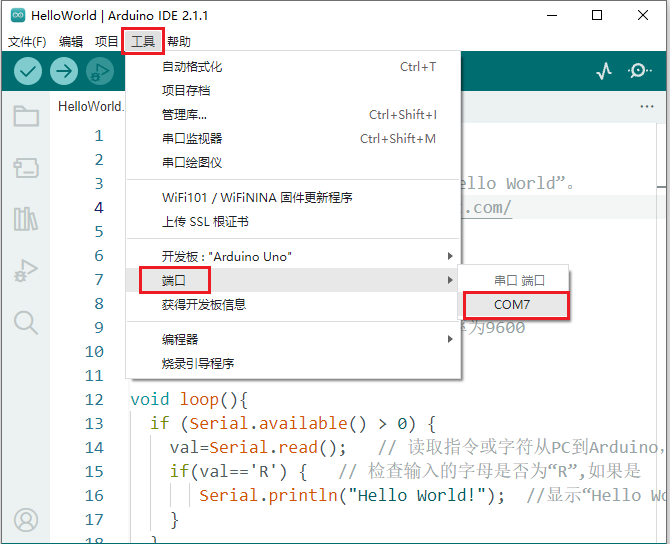 HelloWorld | Arduino IDE 2.1.1
文件(F) 编辑 项目 工具 帮助
HelloWorld.
自动格式化 Ctrl+T
项目存档
管理库... Ctrl+Shift+I
串口监视器 Ctrl+Shift+M
串口绘图仪
WiFi101 / WiFiNINA 固件更新程序
上传 SSL 根证书
开发板 : "Arduino Uno"
端口
获得开发板信息
编程器
烧录引导程序
串口 端口
COM7
1
2
3 ello World”。
4 .com/
5
6
7
8
9 为9600
10
11
12 void loop(){
13 if (Serial.available() > 0) {
14 val=Serial.read(); // 读取指令或字符从PC到Arduino,
15 if(val=='R') { // 检查输入的字母是否为“R”,如果是
16 Serial.println("Hello World!"); //显示“Hello Wo
17 }
18 }